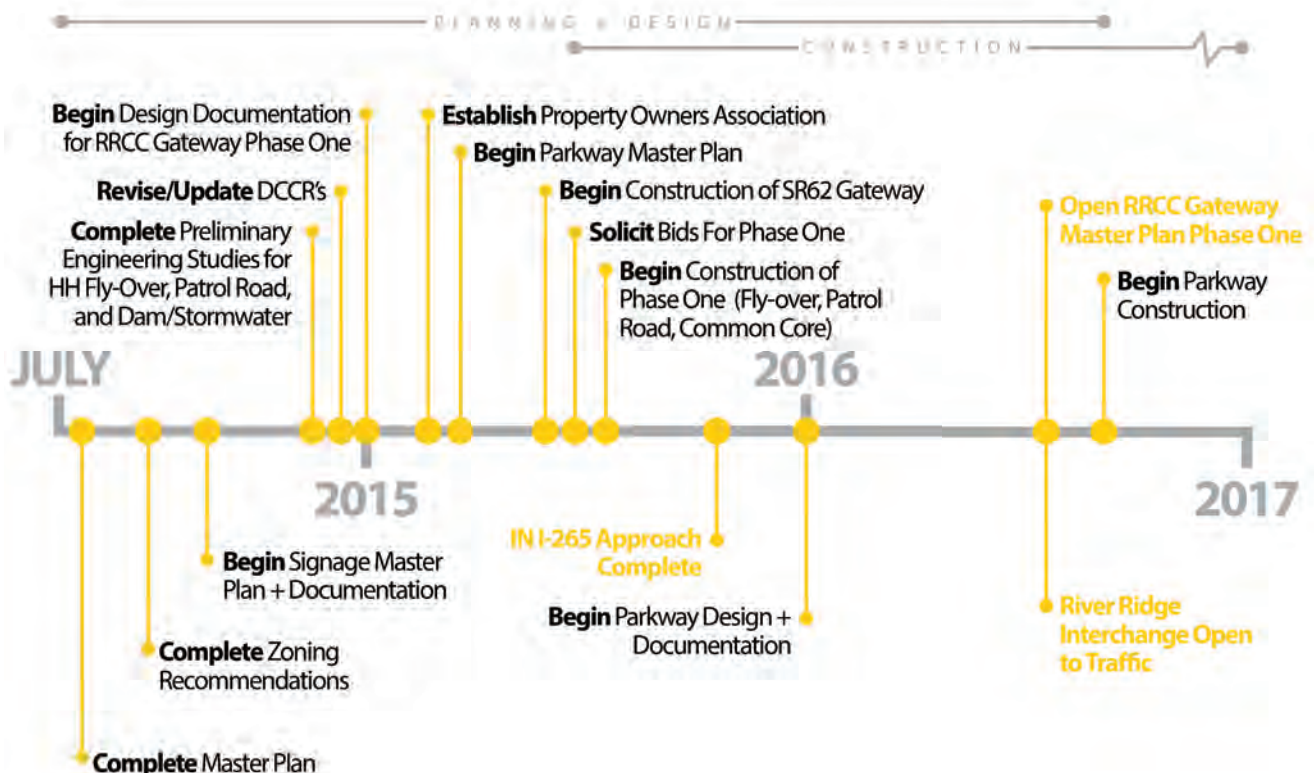 PLANNING & DESIGN
CONSTRUCTION
Begin Design Documentation
for RRCC Gateway Phase One
Revise/Update DCCR's
Complete Preliminary
Engineering Studies for
HH Fly-Over, Patrol Road,
and Dam/Stormwater
Establish Property Owners Association
Begin Parkway Master Plan
Begin Construction of SR62 Gateway
Solicit Bids For Phase One
Begin Construction of
Phase One (Fly-over, Patrol
Road, Common Core)
Open RRCC Gateway
Master Plan Phase One
Begin Parkway
Construction
JULY
2016
2015
2017
IN I-265 Approach
Complete
Begin Signage Master
Plan + Documentation
Begin Parkway Design +
Documentation
River Ridge
Interchange Open
to Traffic
Complete Zoning
Recommendations
Complete Master Plan